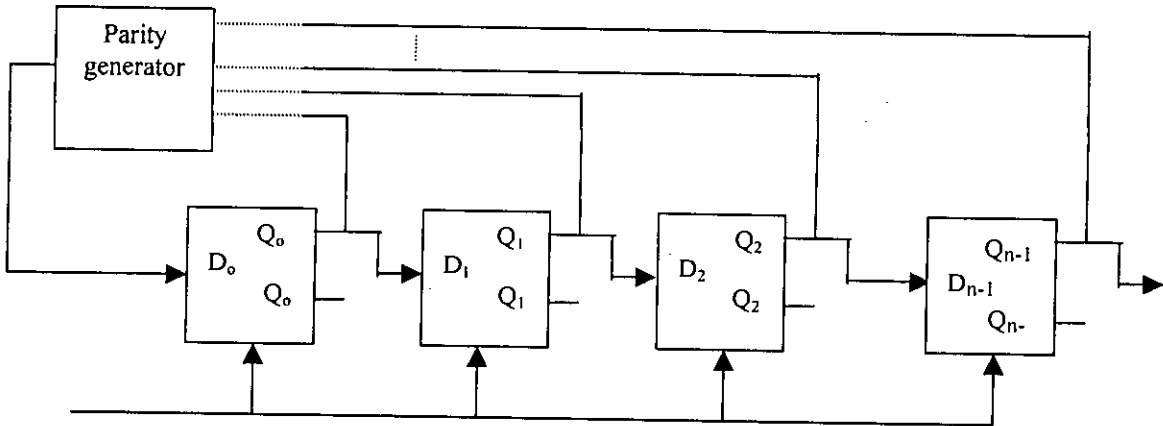 Parity
generator
Qo
Do
Qo
Q1
D1
Q1
Q2
D2
Q2
Qn-1
Dn-1
Qn-